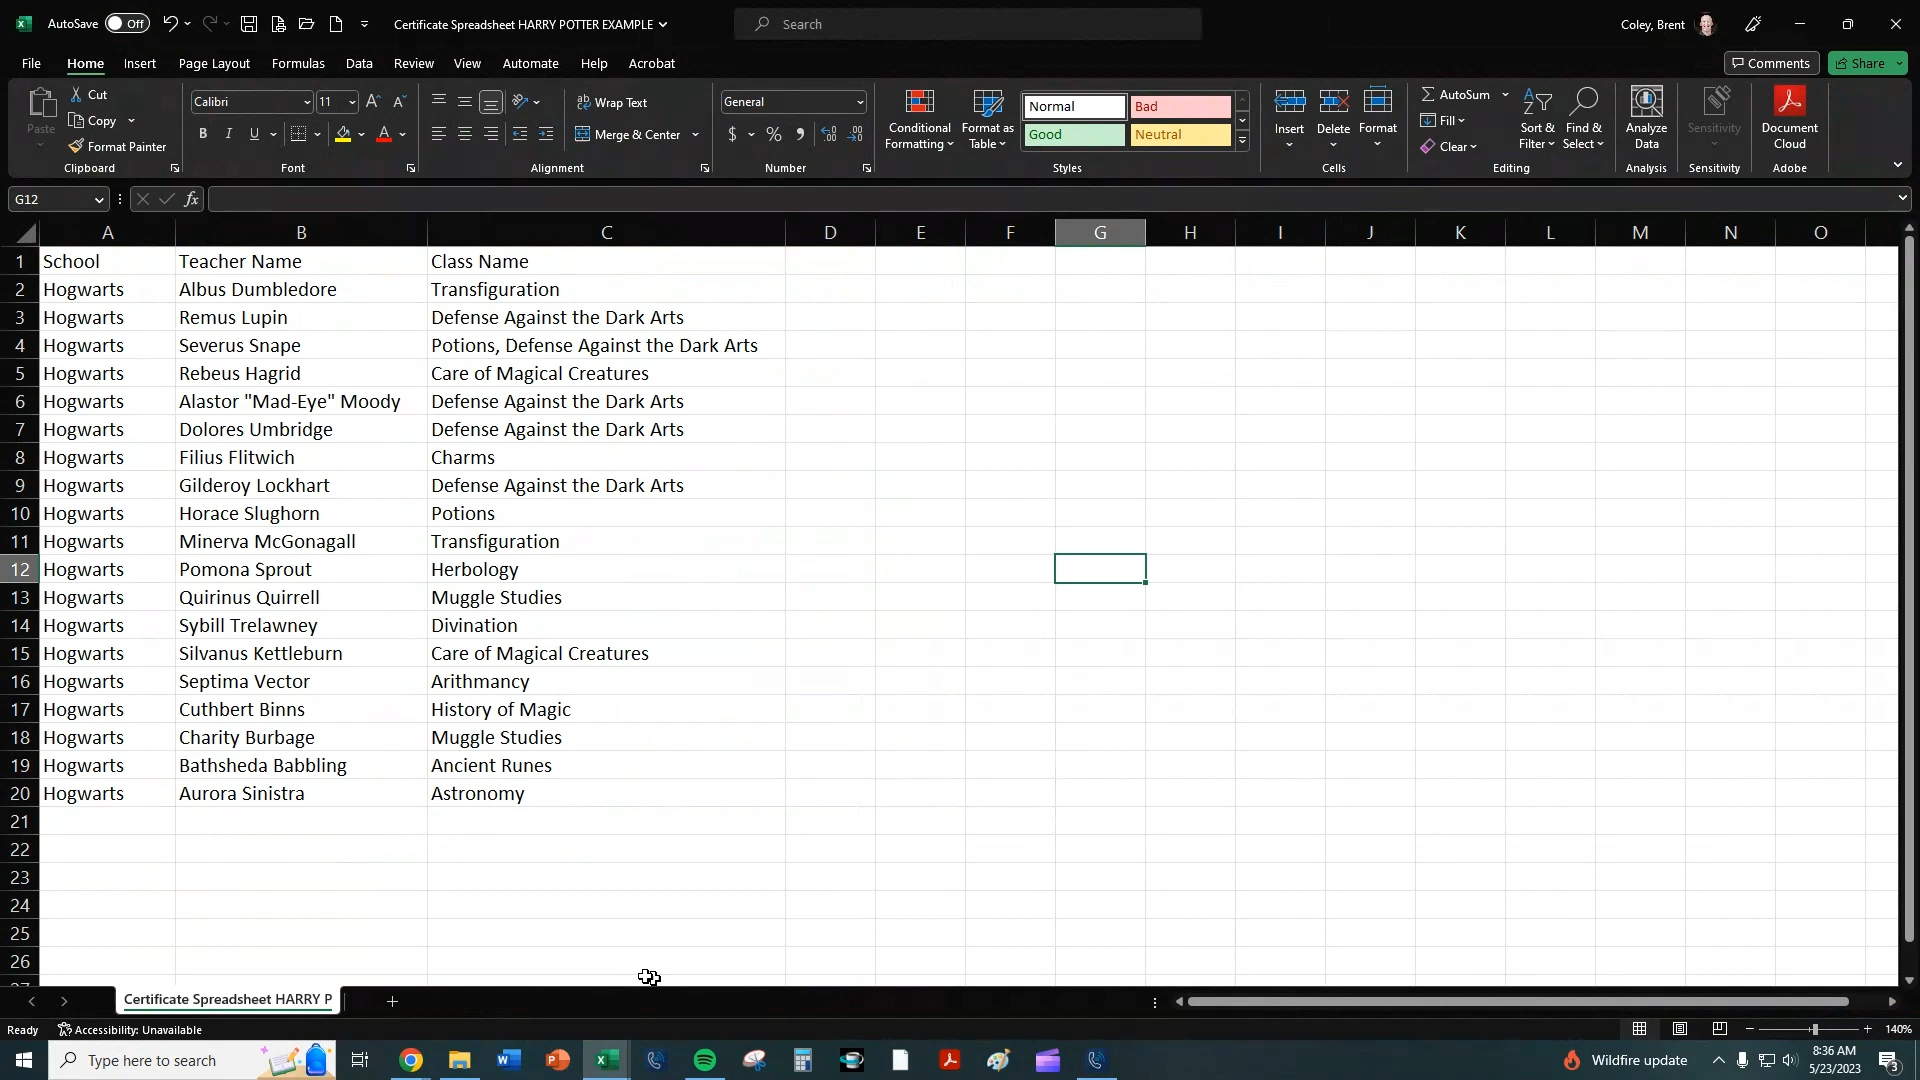 AutoSave Off Certificate Spreadsheet HARRY POTTER EXAMPLE Search Coley, Brent
File Home Insert Page Layout Formulas Data Review View Automate Help Acrobat Comments Share
Paste Cut Copy Format Painter Clipboard
Calibri 11 B I U A Font
Wrap Text Merge & Center Alignment
General $ % , Number
Conditional Formatting Format as Table Normal Bad Good Neutral Styles
Insert Delete Format Cells
AutoSum Fill Clear Sort & Filter Find & Select Editing
Analyze Data Analysis
Sensitivity Sensitivity
Document Cloud Adobe
G12 fx
A B C D E F G H I J K L M N O
1 School Teacher Name Class Name
2 Hogwarts Albus Dumbledore Transfiguration
3 Hogwarts Remus Lupin Defense Against the Dark Arts
4 Hogwarts Severus Snape Potions, Defense Against the Dark Arts
5 Hogwarts Rebeus Hagrid Care of Magical Creatures
6 Hogwarts Alastor "Mad-Eye" Moody Defense Against the Dark Arts
7 Hogwarts Dolores Umbridge Defense Against the Dark Arts
8 Hogwarts Filius Flitwich Charms
9 Hogwarts Gilderoy Lockhart Defense Against the Dark Arts
10 Hogwarts Horace Slughorn Potions
11 Hogwarts Minerva McGonagall Transfiguration
12 Hogwarts Pomona Sprout Herbology
13 Hogwarts Quirinus Quirrell Muggle Studies
14 Hogwarts Sybill Trelawney Divination
15 Hogwarts Silvanus Kettleburn Care of Magical Creatures
16 Hogwarts Septima Vector Arithmancy
17 Hogwarts Cuthbert Binns History of Magic
18 Hogwarts Charity Burbage Muggle Studies
19 Hogwarts Bathsheda Babbling Ancient Runes
20 Hogwarts Aurora Sinistra Astronomy
21
22
23
24
25
26
Certificate Spreadsheet HARRY P
Ready Accessibility: Unavailable 140%
Type here to search Wildfire update 8:36 AM
5/23/2023 3